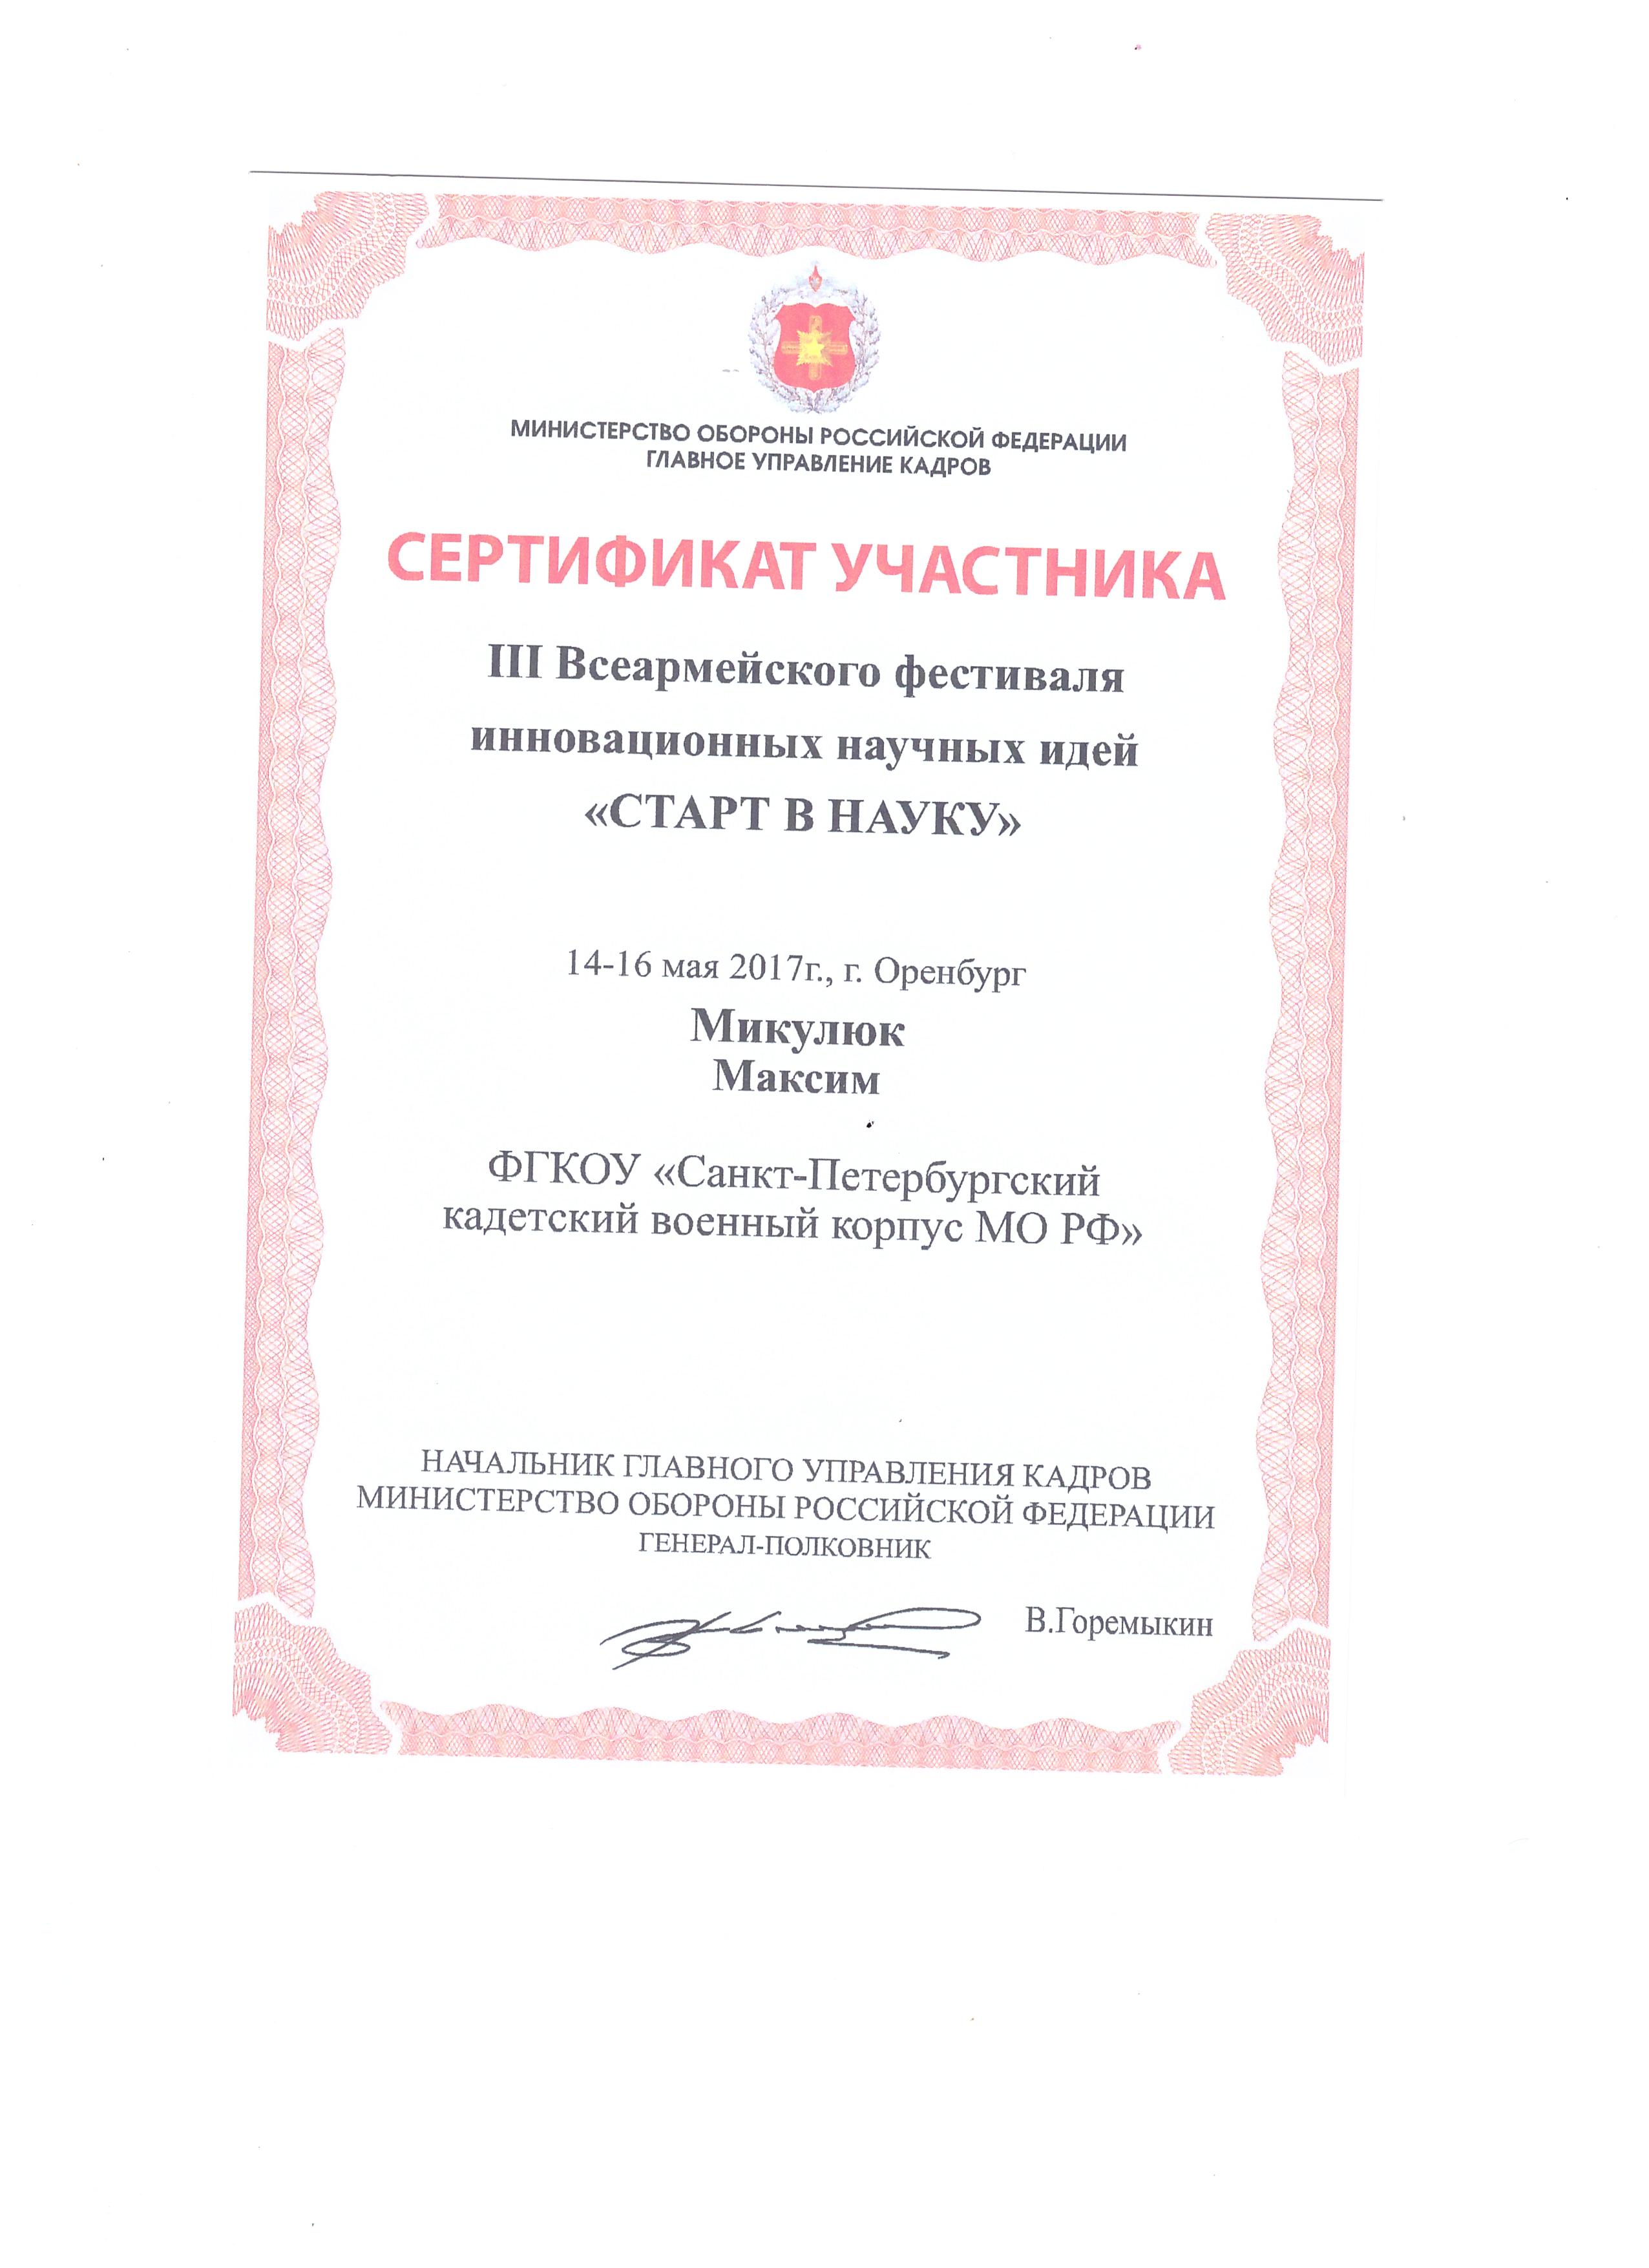 МИНИСТЕРСТВО ОБОРОНЫ РОССИЙСКОЙ ФЕДЕРАЦИИ
ГЛАВНОЕ УПРАВЛЕНИЕ КАДРОВ
СЕРТИФИКАТ УЧАСТНИКА
III Всеармейского фестиваля
инновационных научных идей
«СТАРТ В НАУКУ»
14-16 мая 2017г., г. Оренбург
Микулюк
Максим
ФГКОУ «Санкт-Петербургский
кадетский военный корпус МО РФ»
НАЧАЛЬНИК ГЛАВНОГО УПРАВЛЕНИЯ КАДРОВ
МИНИСТЕРСТВО ОБОРОНЫ РОССИЙСКОЙ ФЕДЕРАЦИИ
ГЕНЕРАЛ-ПОЛКОВНИК
В.Горемыкин